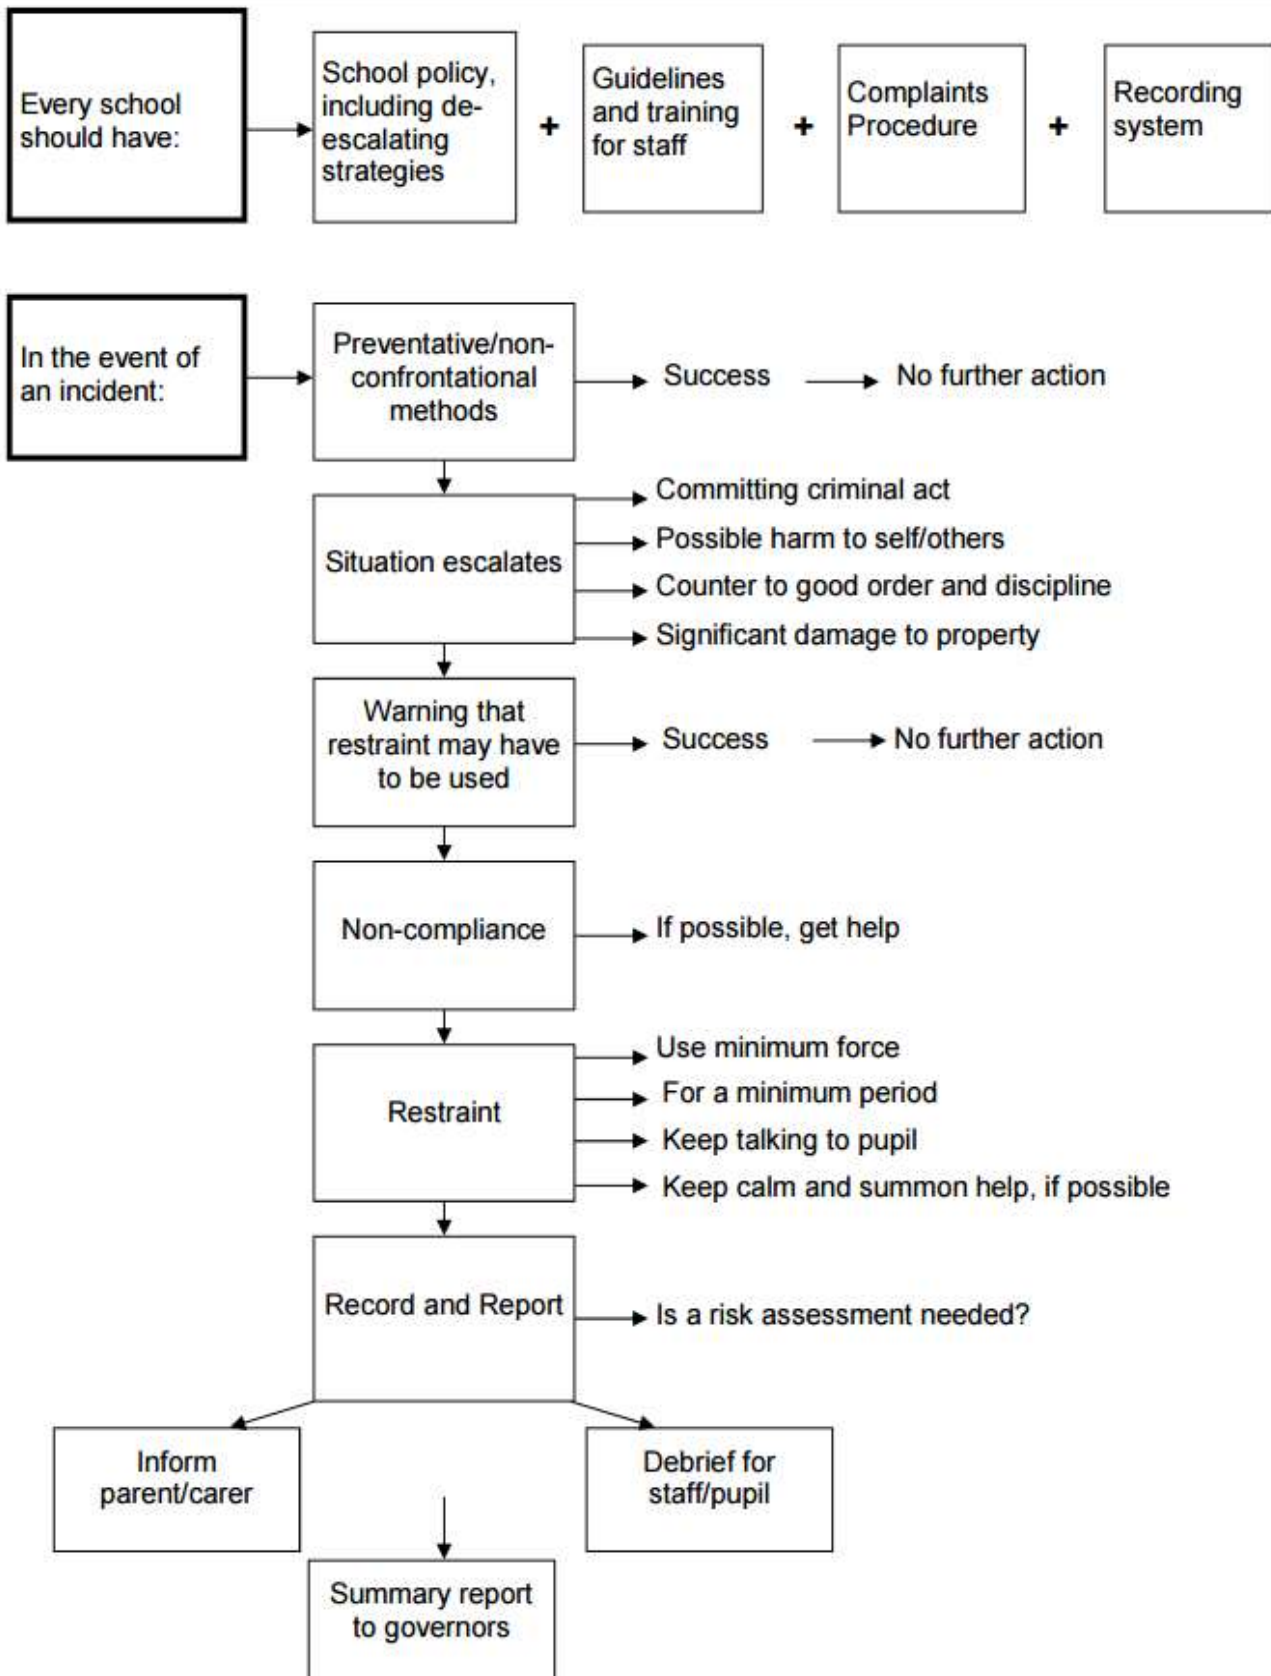 Every school
should have:
School policy,
including de-
escalating
strategies
+
Guidelines
and training
for staff
+
Complaints
Procedure
+
Recording
system
In the event of
an incident:
Preventative/non-
confrontational
methods
Success
No further action
Situation escalates
Committing criminal act
Possible harm to self/others
Counter to good order and discipline
Significant damage to property
Warning that
restraint may have
to be used
Success
No further action
Non-compliance
If possible, get help
Restraint
Use minimum force
For a minimum period
Keep talking to pupil
Keep calm and summon help, if possible
Record and Report
Is a risk assessment needed?
Inform
parent/carer
Debrief for
staff/pupil
Summary report
to governors